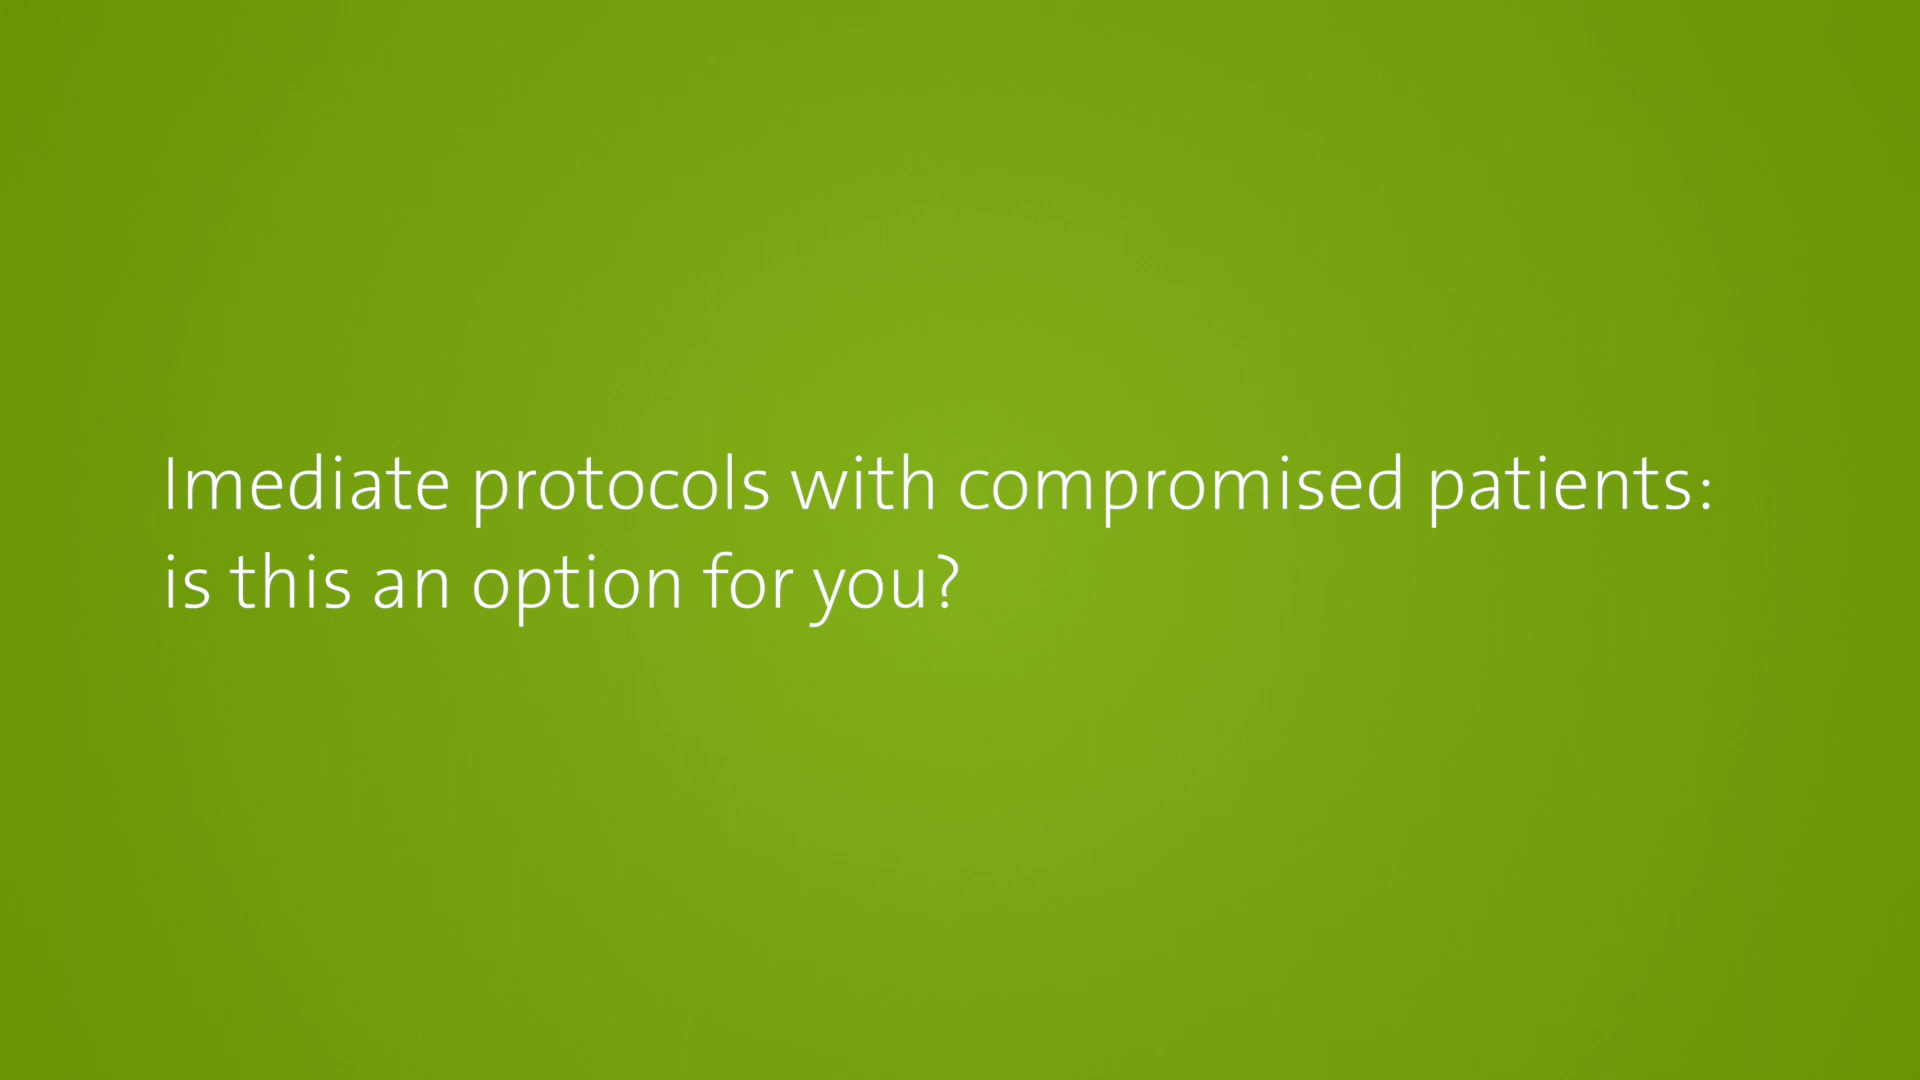 Imediate protocols with compromised patients:
is this an option for you?